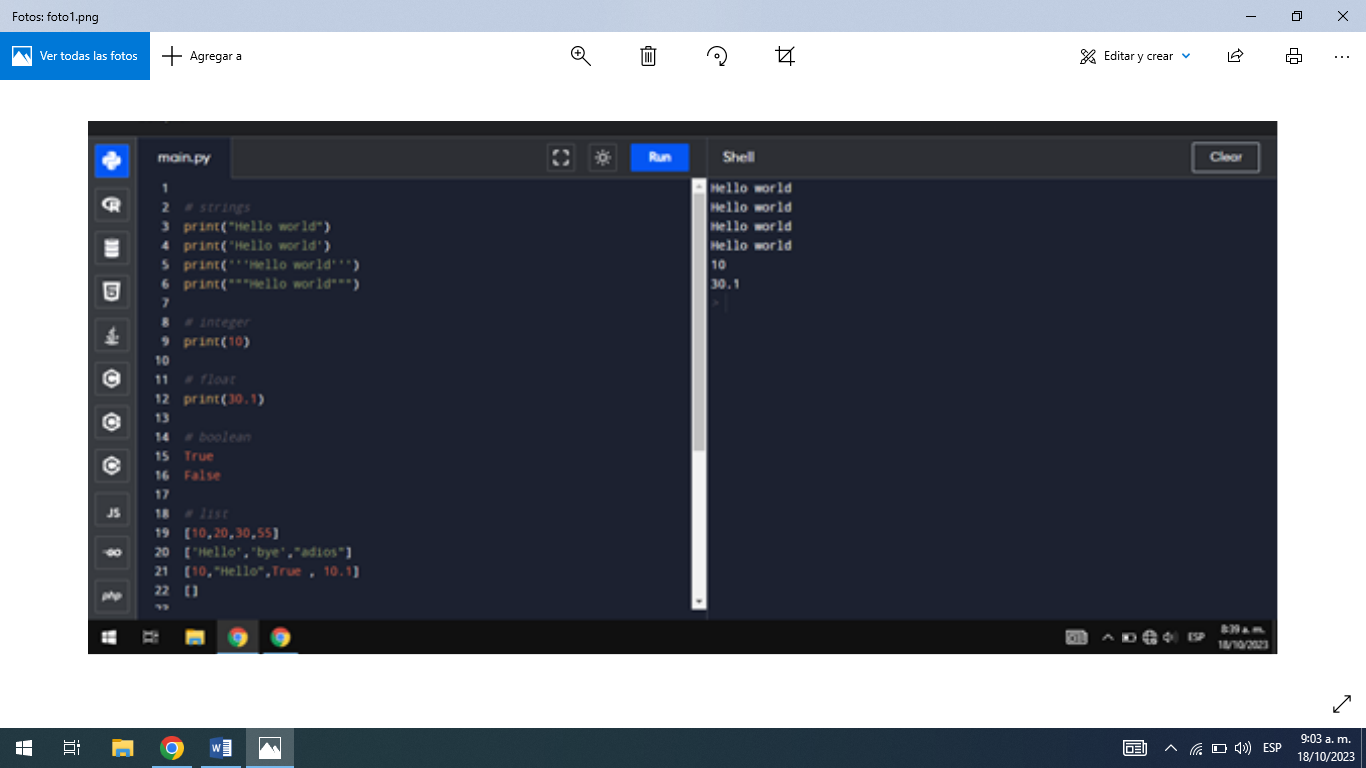 Fotos: foto1.png
Ver todas las fotos
Agregar a
Editar y crear
main.py
Run
Shell
Clear
1
2 # strings
3 print("Hello world")
4 print('Hello world')
5 print('''Hello world''')
6 print("""Hello world""")
7
8 # integer
9 print(10)
10
11 # float
12 print(30.1)
13
14 # boolean
15 True
16 False
17
18 # list
19 [10,20,30,55]
20 ['Hello','bye',"adios"]
21 [10,"Hello",True , 10.1]
22 []
Hello world
Hello world
Hello world
Hello world
10
30.1
>
JS
php
ESP
8:39 a. m.
18/10/2023
ESP
9:03 a. m.
18/10/2023